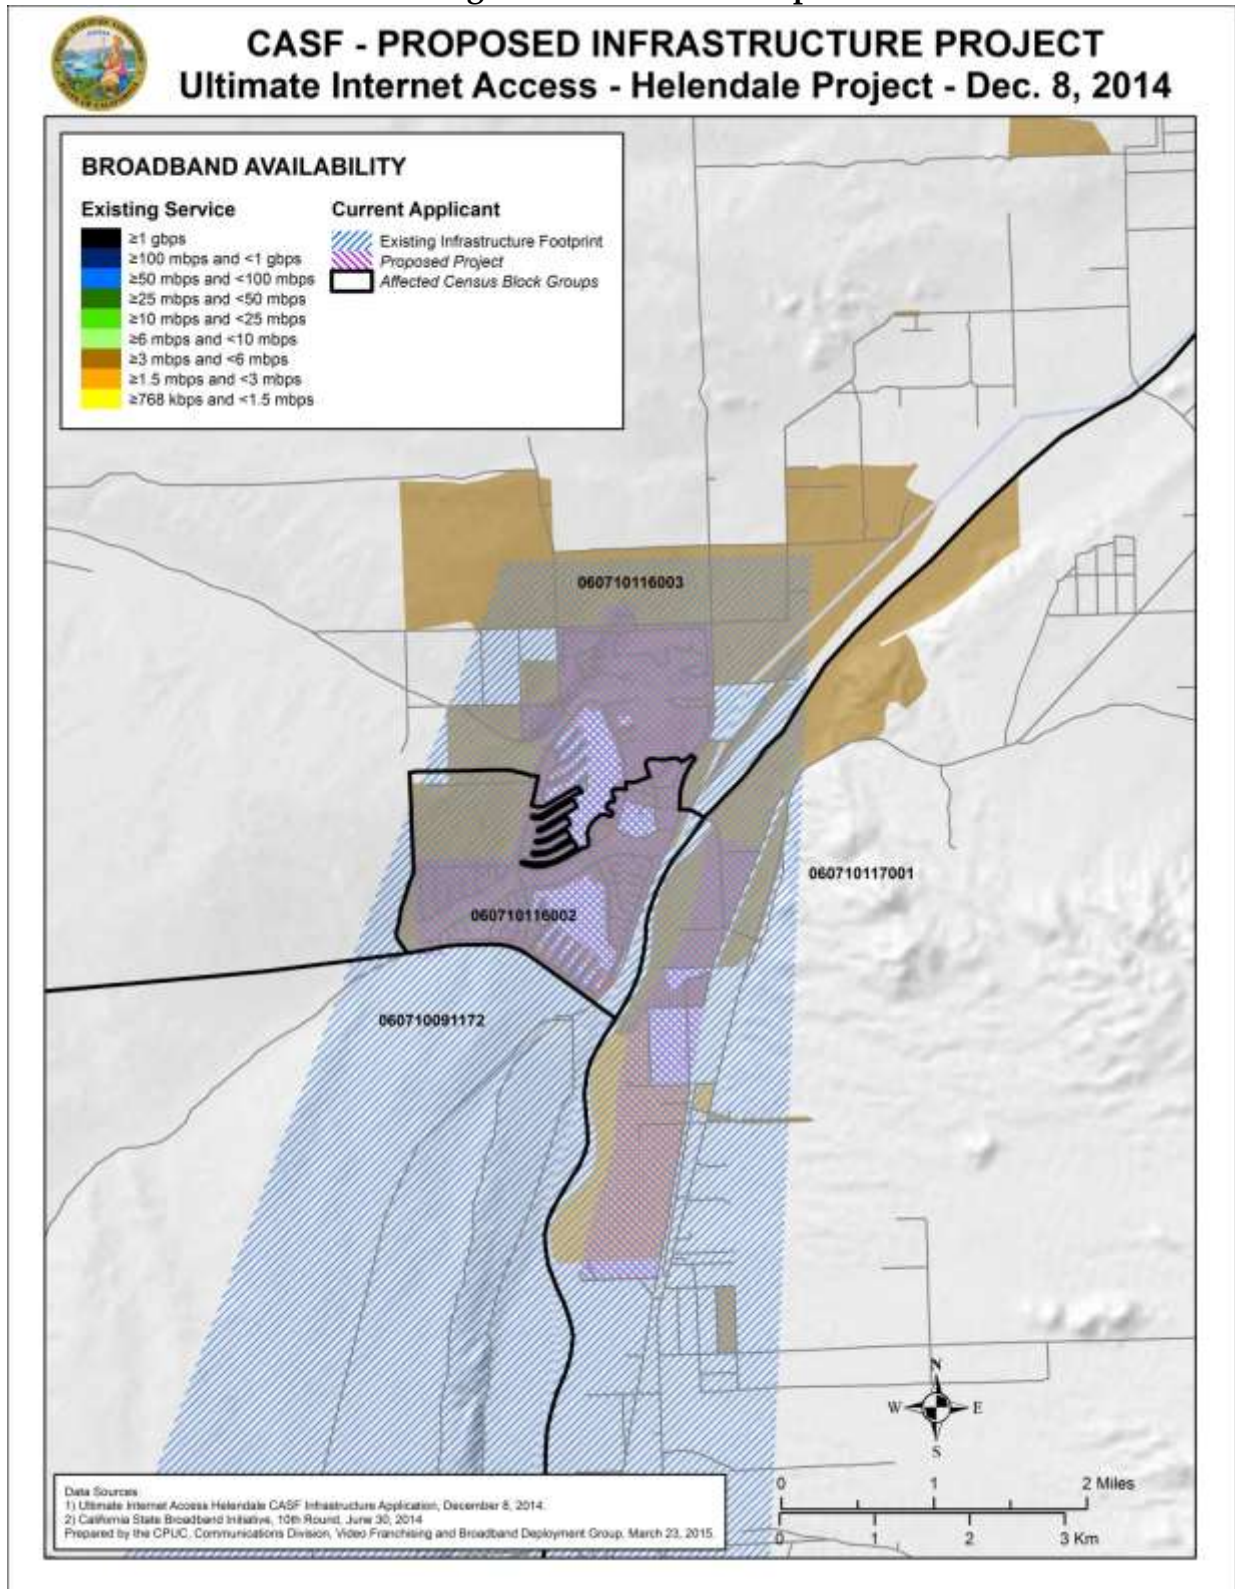 CASF - PROPOSED INFRASTRUCTURE PROJECT
Ultimate Internet Access - Helendale Project - Dec. 8, 2014
BROADBAND AVAILABILITY
Existing Service
≥1 gbps
≥100 mbps and <1 gbps
≥50 mbps and <100 mbps
≥25 mbps and <50 mbps
≥10 mbps and <25 mbps
≥6 mbps and <10 mbps
≥3 mbps and <6 mbps
≥1.5 mbps and <3 mbps
≥768 kbps and <1.5 mbps
Current Applicant
Existing Infrastructure Footprint
Proposed Project
Affected Census Block Groups
060710116003
060710117001
060710116002
060710091172
N
W E
S
0 1 2 Miles
0 1 2 3 Km
Data Sources
1) Ultimate Internet Access Helendale CASF Infrastructure Application, December 8, 2014.
2) California State Broadband Initiative, 10th Round, June 30, 2014
Prepared by the CPUC, Communications Division, Video Franchising and Broadband Deployment Group, March 23, 2015.